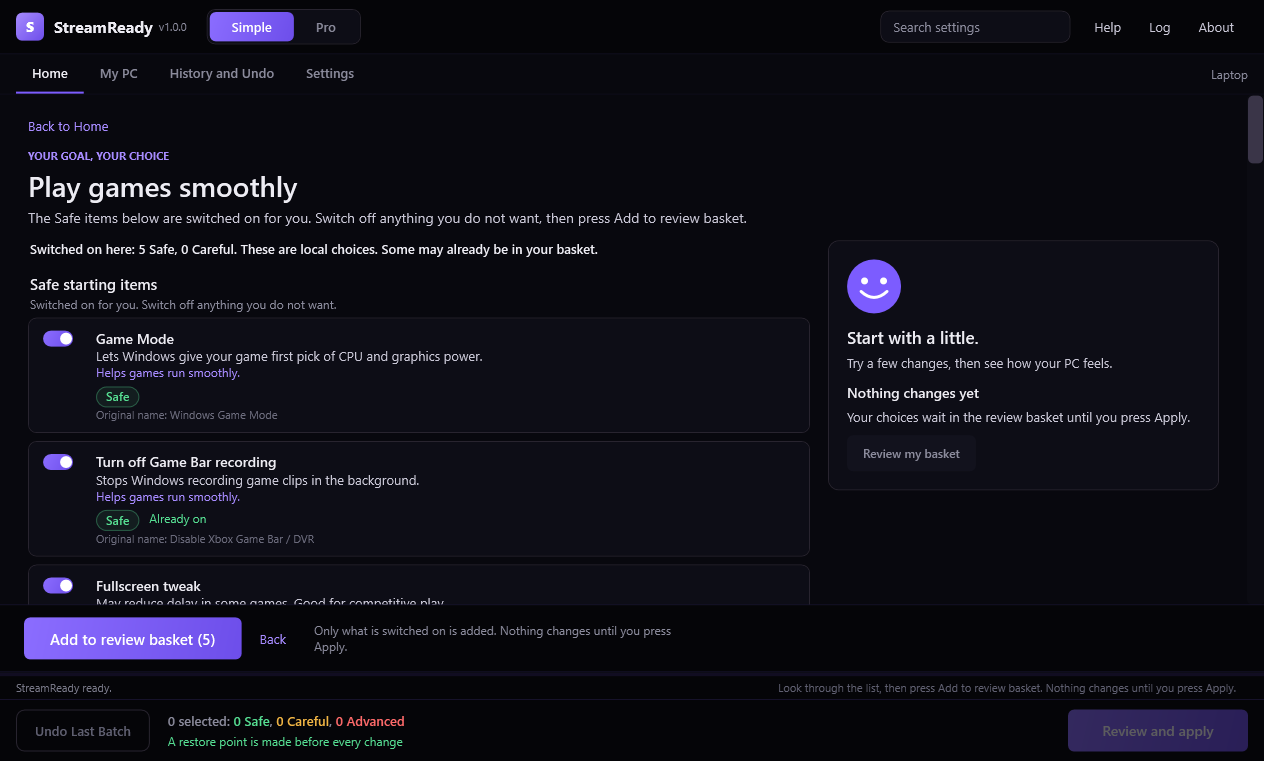 S StreamReady v1.0.0 Simple Pro Search settings Help Log About
Home My PC History and Undo Settings Laptop
Back to Home
YOUR GOAL, YOUR CHOICE
Play games smoothly
The Safe items below are switched on for you. Switch off anything you do not want, then press Add to review basket.
Switched on here: 5 Safe, 0 Careful. These are local choices. Some may already be in your basket.
Safe starting items
Switched on for you. Switch off anything you do not want.
Game Mode
Lets Windows give your game first pick of CPU and graphics power.
Helps games run smoothly.
Safe
Original name: Windows Game Mode
Turn off Game Bar recording
Stops Windows recording game clips in the background.
Helps games run smoothly.
Safe Already on
Original name: Disable Xbox Game Bar / DVR
Fullscreen tweak
May reduce delay in some games. Good for competitive play.
Start with a little.
Try a few changes, then see how your PC feels.
Nothing changes yet
Your choices wait in the review basket until you press Apply.
Review my basket
Add to review basket (5) Back
Only what is switched on is added. Nothing changes until you press
Apply.
StreamReady ready.
Look through the list, then press Add to review basket. Nothing changes until you press Apply.
Undo Last Batch
0 selected: 0 Safe, 0 Careful, 0 Advanced
A restore point is made before every change
Review and apply